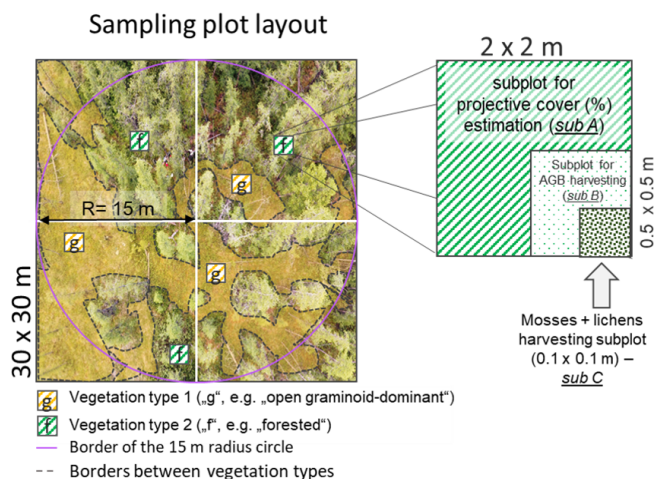 Sampling plot layout
2 x 2 m
subplot for
projective cover (%)
estimation (sub A)
Subplot for
AGB harvesting
(sub B)
0.5 x 0.5 m
f
f
g
R= 15 m
g
g
f
30 x 30 m
Mosses + lichens
harvesting subplot
(0.1 x 0.1 m) –
sub C
g Vegetation type 1 („g“, e.g. „open graminoid-dominant“)
f Vegetation type 2 („f“, e.g. „forested“)
Border of the 15 m radius circle
Borders between vegetation types